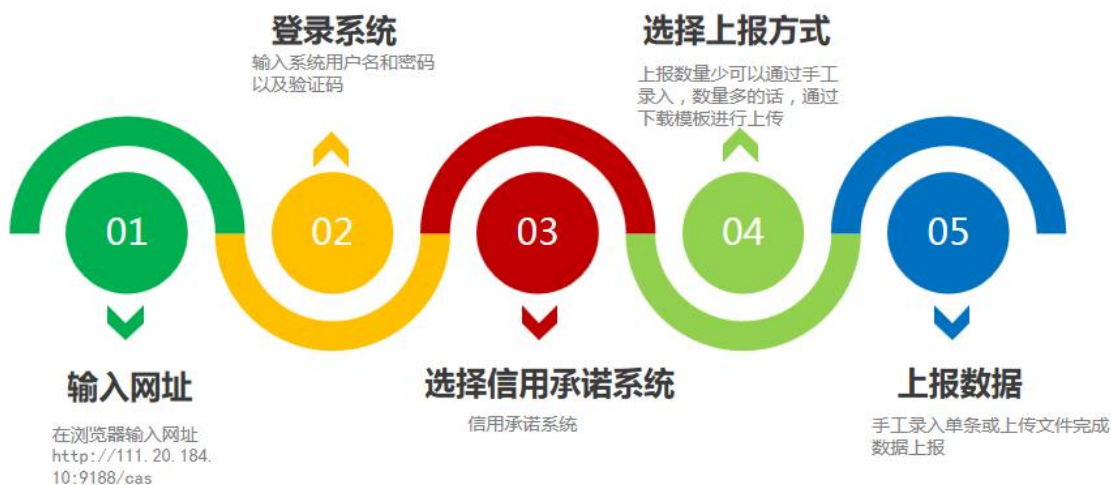 01
输入网址
在浏览器输入网址
http://111.20.184.
10:9188/cas
登录系统
输入系统用户名和密码
以及验证码
02
03
选择信用承诺系统
信用承诺系统
选择上报方式
上报数量少可以通过手工
录入，数量多的话，通过
下载模板进行上传
04
05
上报数据
手工录入单条或上传文件完成
数据上报